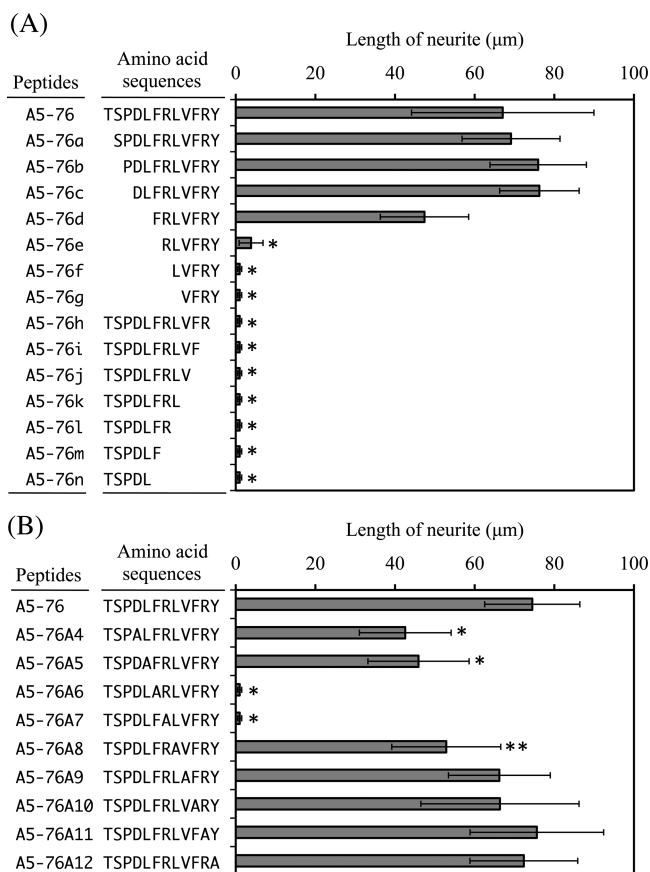 (A)
Length of neurite (μm)
Peptides Amino acid sequences 0 20 40 60 80 100
A5-76 TSPDLFRLVFRY
A5-76a SPDLFRLVFRY
A5-76b PDLFRLVFRY
A5-76c DLFRLVFRY
A5-76d FRLVFRY
A5-76e RLVFRY *
A5-76f LVFRY *
A5-76g VFRY *
A5-76h TSPDLFRLVFR *
A5-76i TSPDLFRLVF *
A5-76j TSPDLFRLV *
A5-76k TSPDLFRL *
A5-76l TSPDLFR *
A5-76m TSPDLF *
A5-76n TSPDL *
(B)
Length of neurite (μm)
Peptides Amino acid sequences 0 20 40 60 80 100
A5-76 TSPDLFRLVFRY
A5-76A4 TSPALFRLVFRY *
A5-76A5 TSPDAFRLVFRY *
A5-76A6 TSPDLARLVFRY *
A5-76A7 TSPDLFALVFRY *
A5-76A8 TSPDLFRAVFRY **
A5-76A9 TSPDLFRLAFRY
A5-76A10 TSPDLFRLVARY
A5-76A11 TSPDLFRLVFAY
A5-76A12 TSPDLFRLVFRA